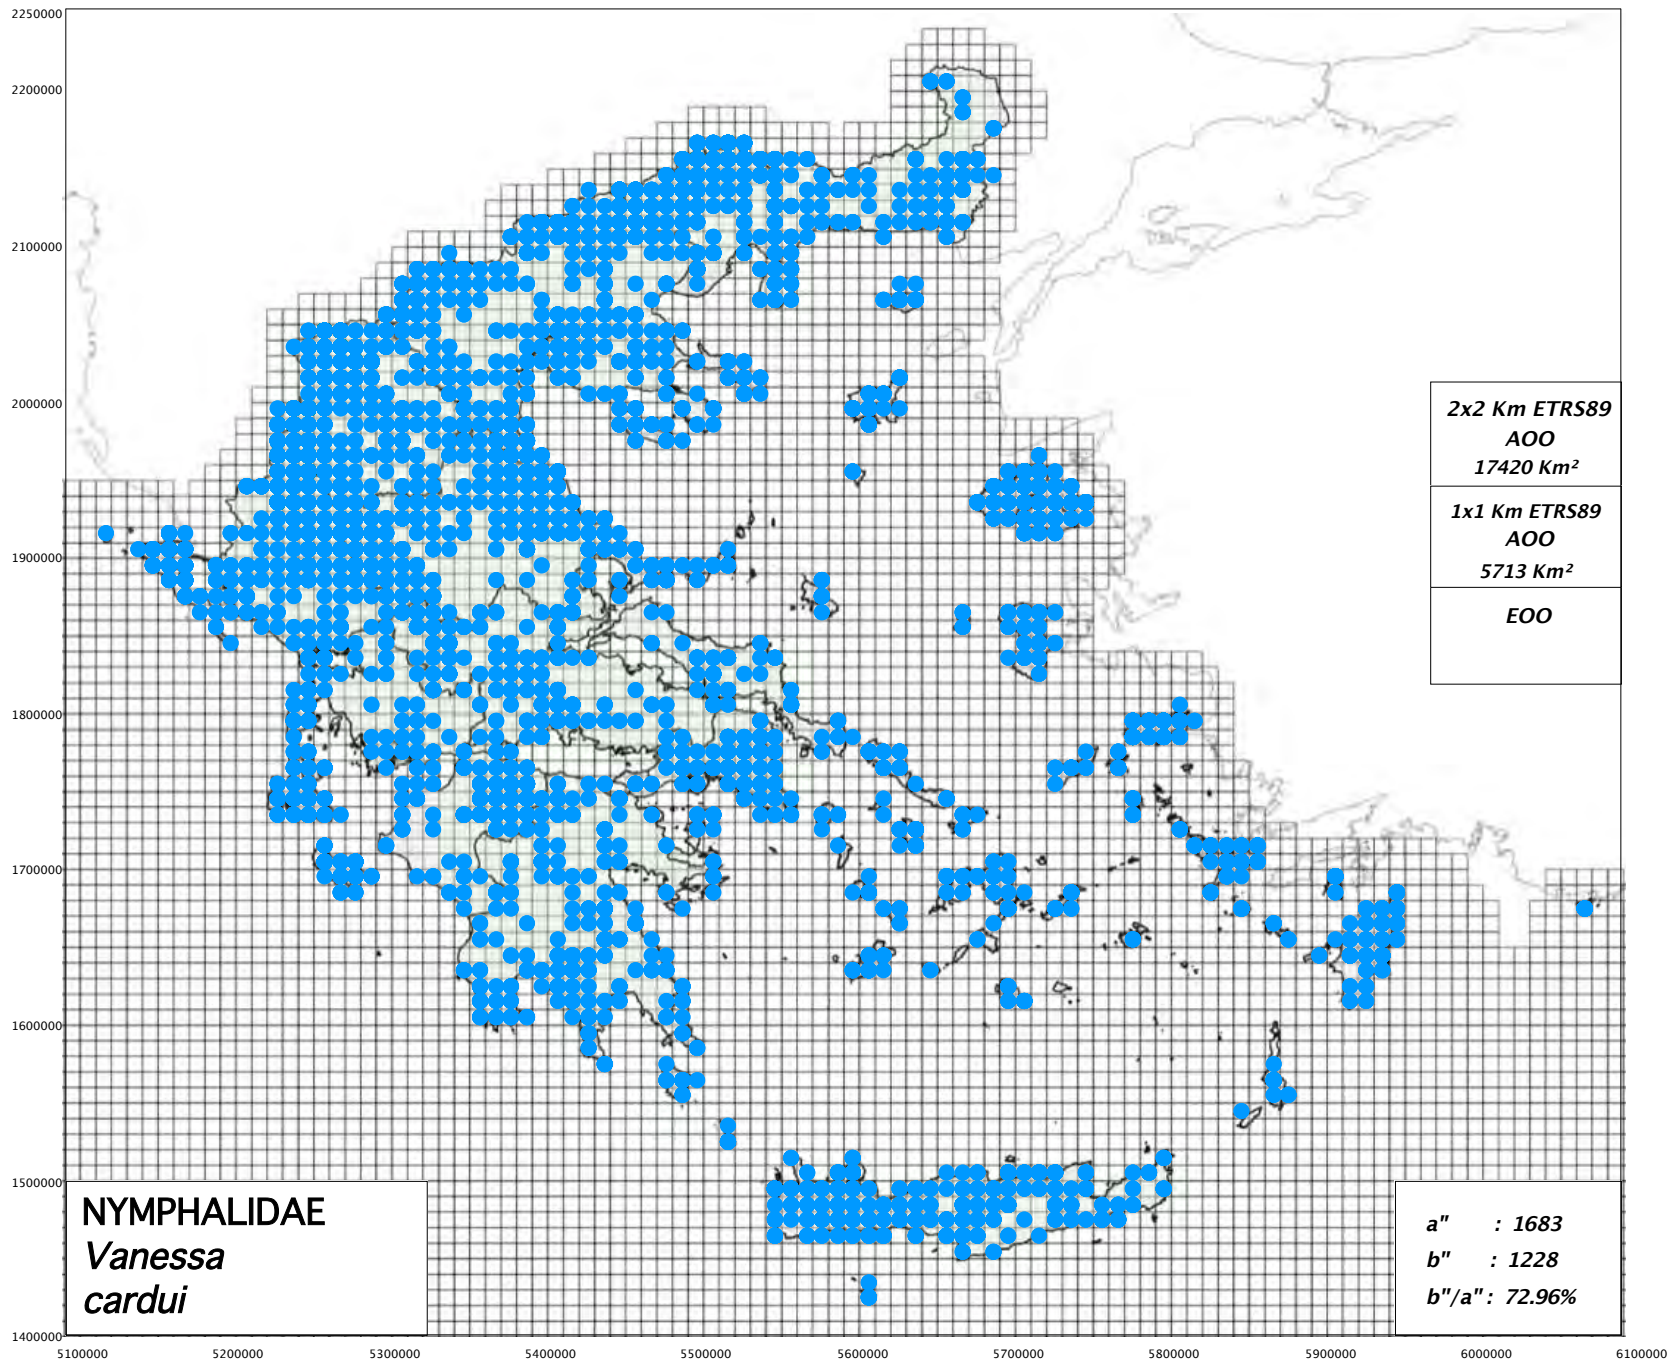 2250000
2200000
2100000
2000000
1900000
1800000
1700000
1600000
1500000
1400000
2x2 Km ETRS89
AOO
17420 Km²
1x1 Km ETRS89
AOO
5713 Km²
EOO
NYMPHALIDAE
Vanessa
cardui
a" : 1683
b" : 1228
b"/a" : 72.96%
5100000 5200000 5300000 5400000 5500000 5600000 5700000 5800000 5900000 6000000 6100000